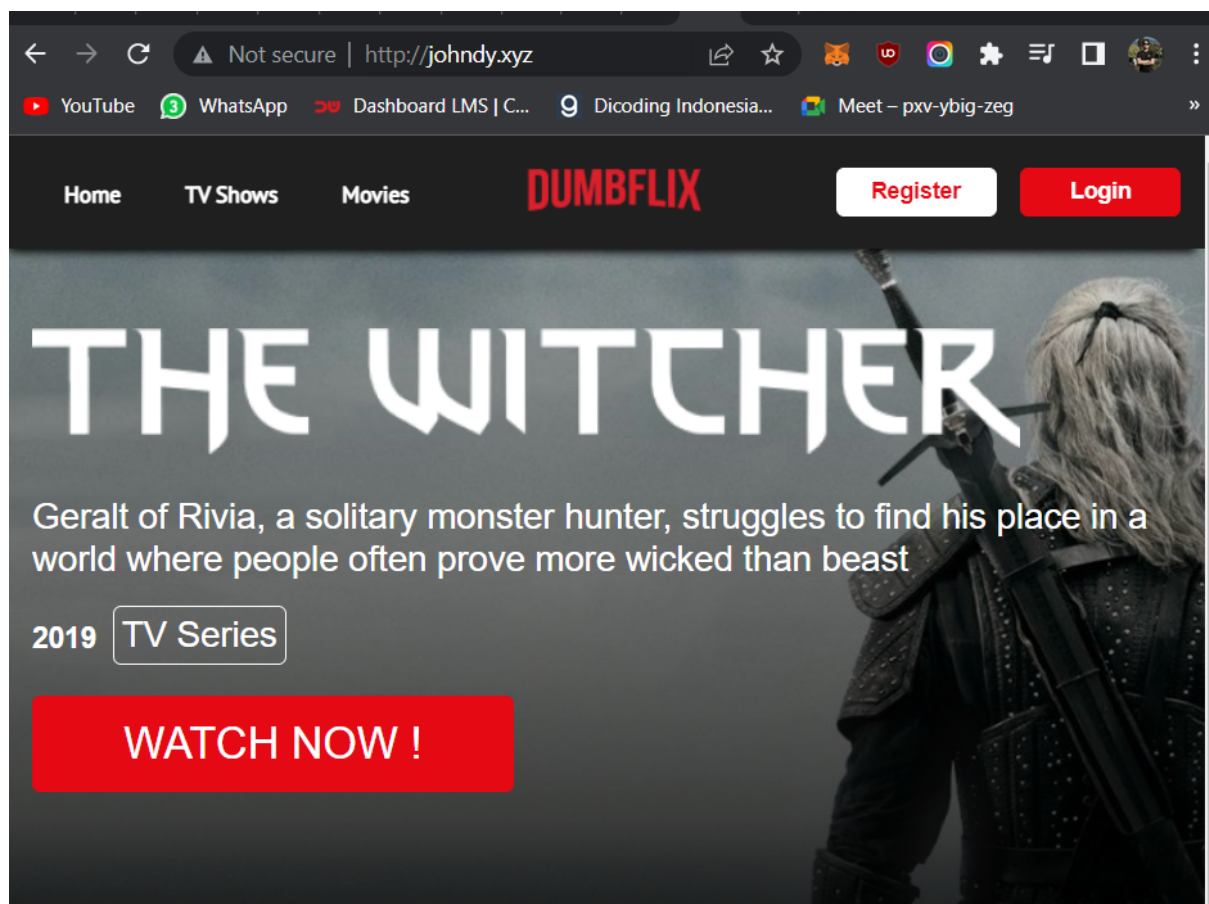 Not secure | http://johndy.xyz
YouTube 3 WhatsApp Dashboard LMS | C... Dicoding Indonesia... Meet – pxv-ybig-zeg »
Home TV Shows Movies DUMBFLIX Register Login
THE WITCHER
Geralt of Rivia, a solitary monster hunter, struggles to find his place in a
world where people often prove more wicked than beast
2019 TV Series
WATCH NOW !